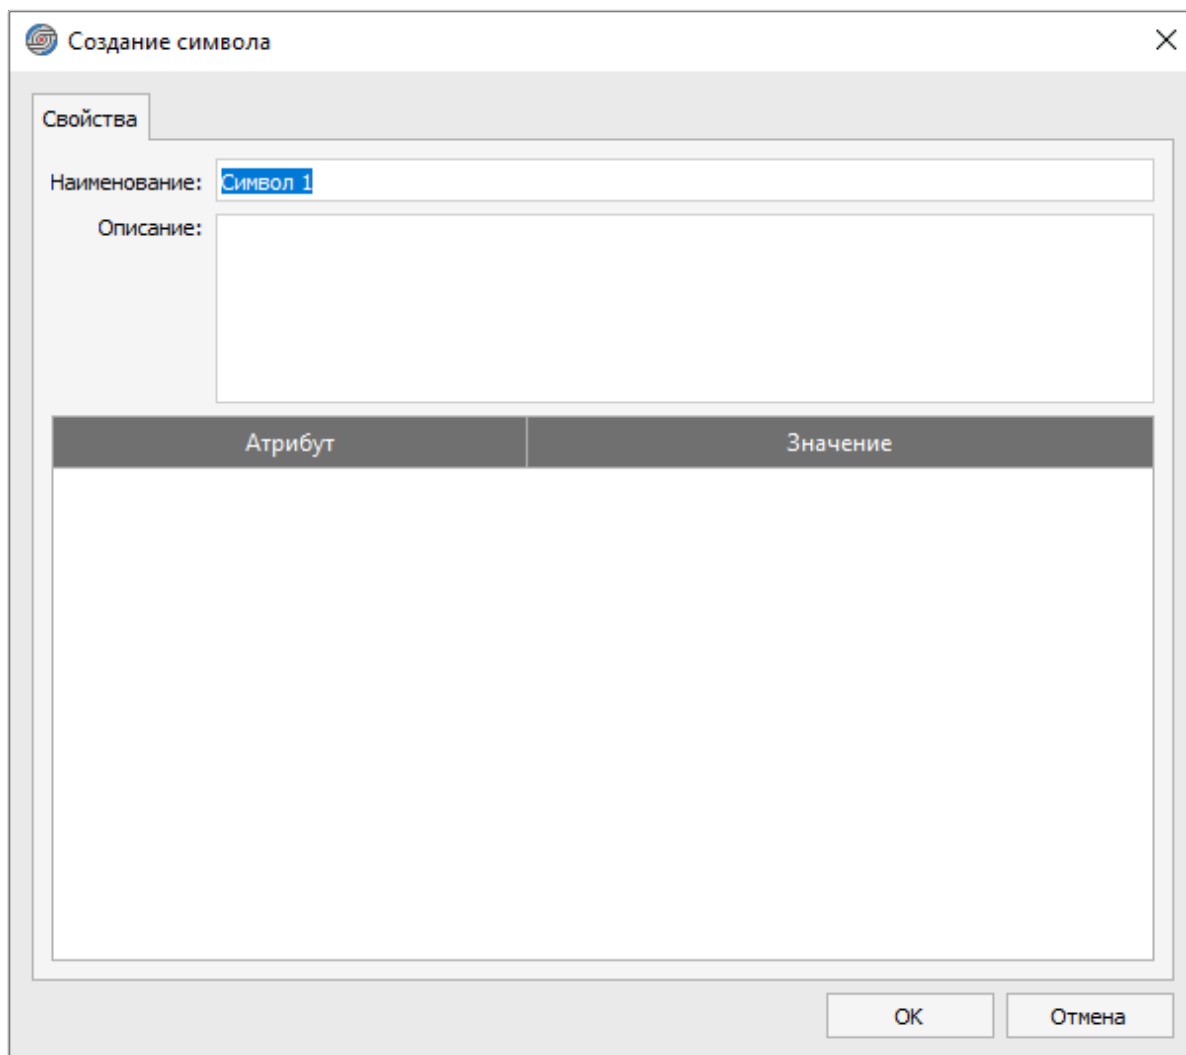 Создание символа
Свойства
Наименование: Символ 1
Описание:
Атрибут Значение
ОК Отмена